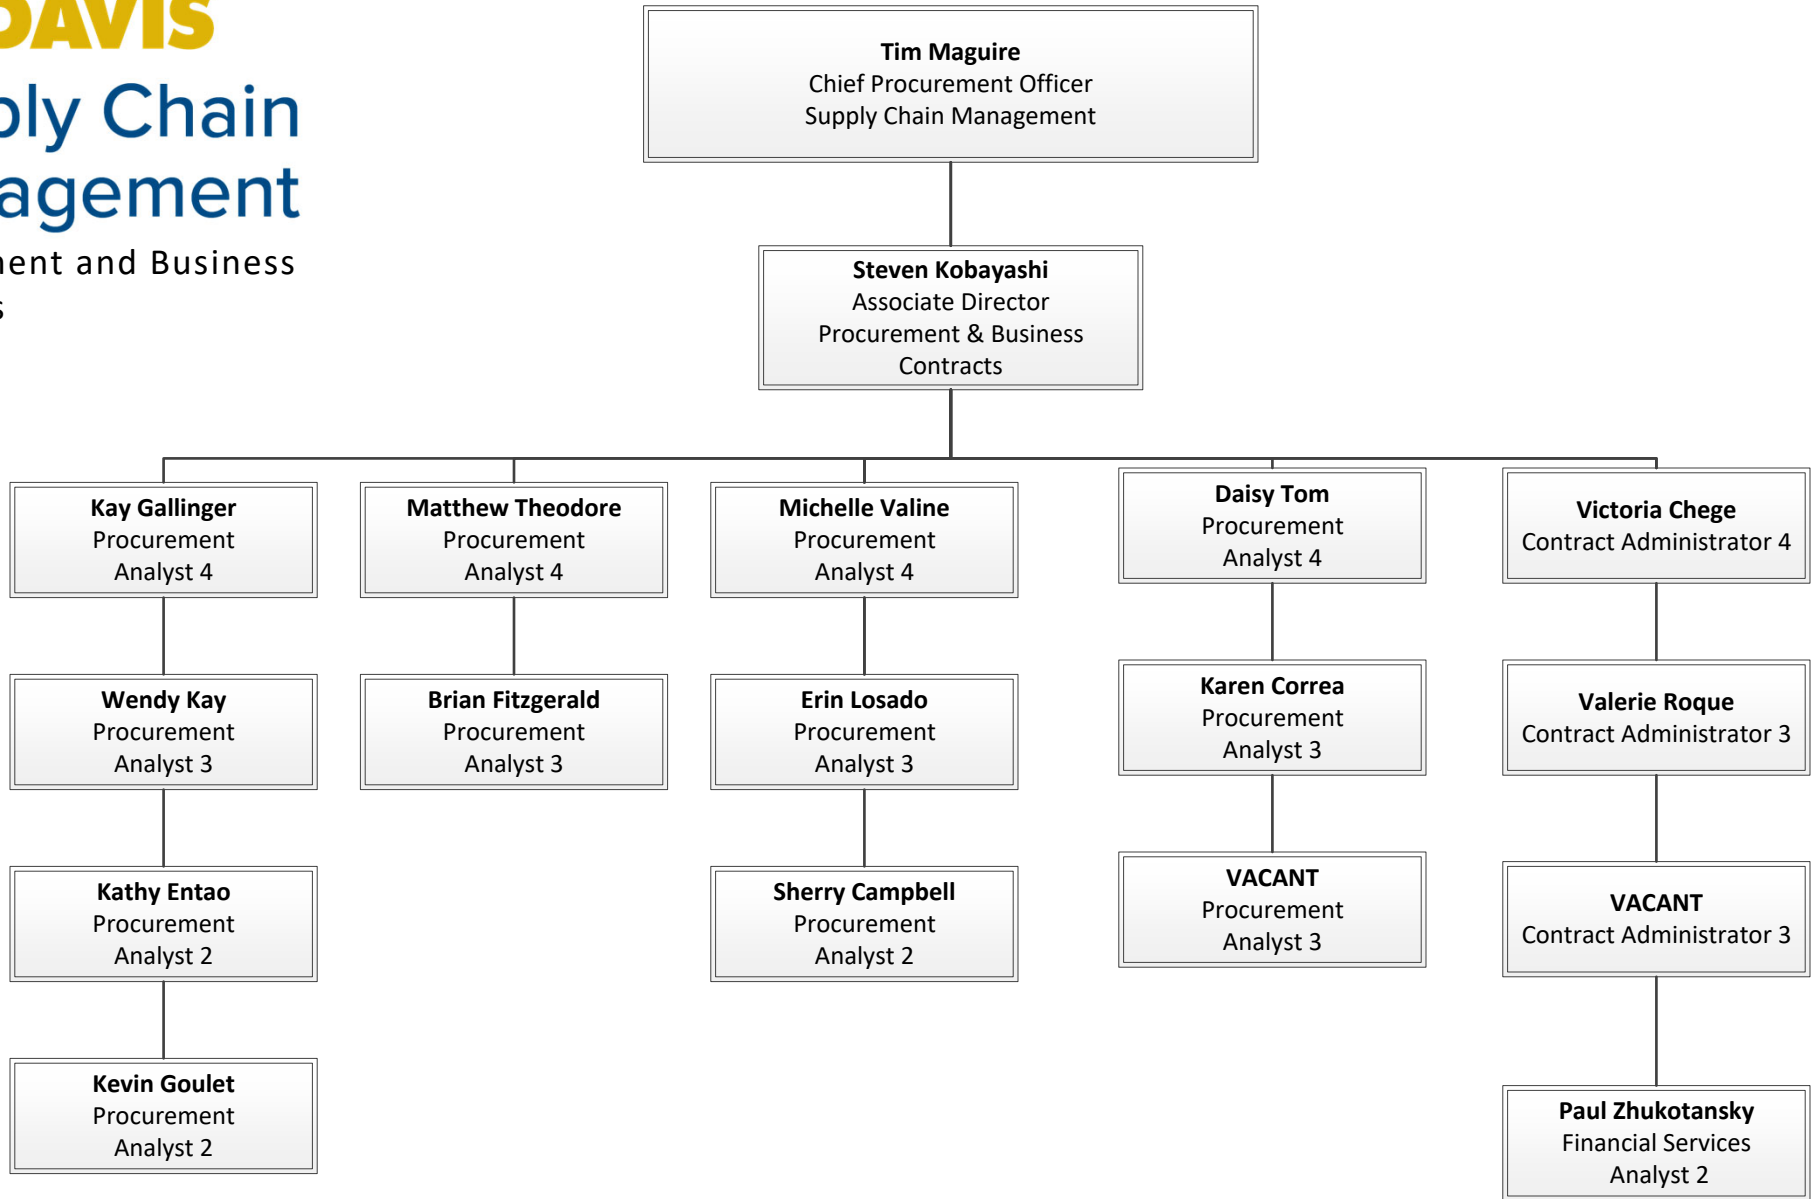 DAVIS
ply Chain
agement
nent and Business
s
Tim Maguire
Chief Procurement Officer
Supply Chain Management
Steven Kobayashi
Associate Director
Procurement & Business
Contracts
Kay Gallinger
Procurement
Analyst 4
Matthew Theodore
Procurement
Analyst 4
Michelle Valine
Procurement
Analyst 4
Daisy Tom
Procurement
Analyst 4
Victoria Chege
Contract Administrator 4
Wendy Kay
Procurement
Analyst 3
Brian Fitzgerald
Procurement
Analyst 3
Erin Losado
Procurement
Analyst 3
Karen Correa
Procurement
Analyst 3
Valerie Roque
Contract Administrator 3
Kathy Entao
Procurement
Analyst 2
Sherry Campbell
Procurement
Analyst 2
VACANT
Procurement
Analyst 3
VACANT
Contract Administrator 3
Kevin Goulet
Procurement
Analyst 2
Paul Zhukotansky
Financial Services
Analyst 2